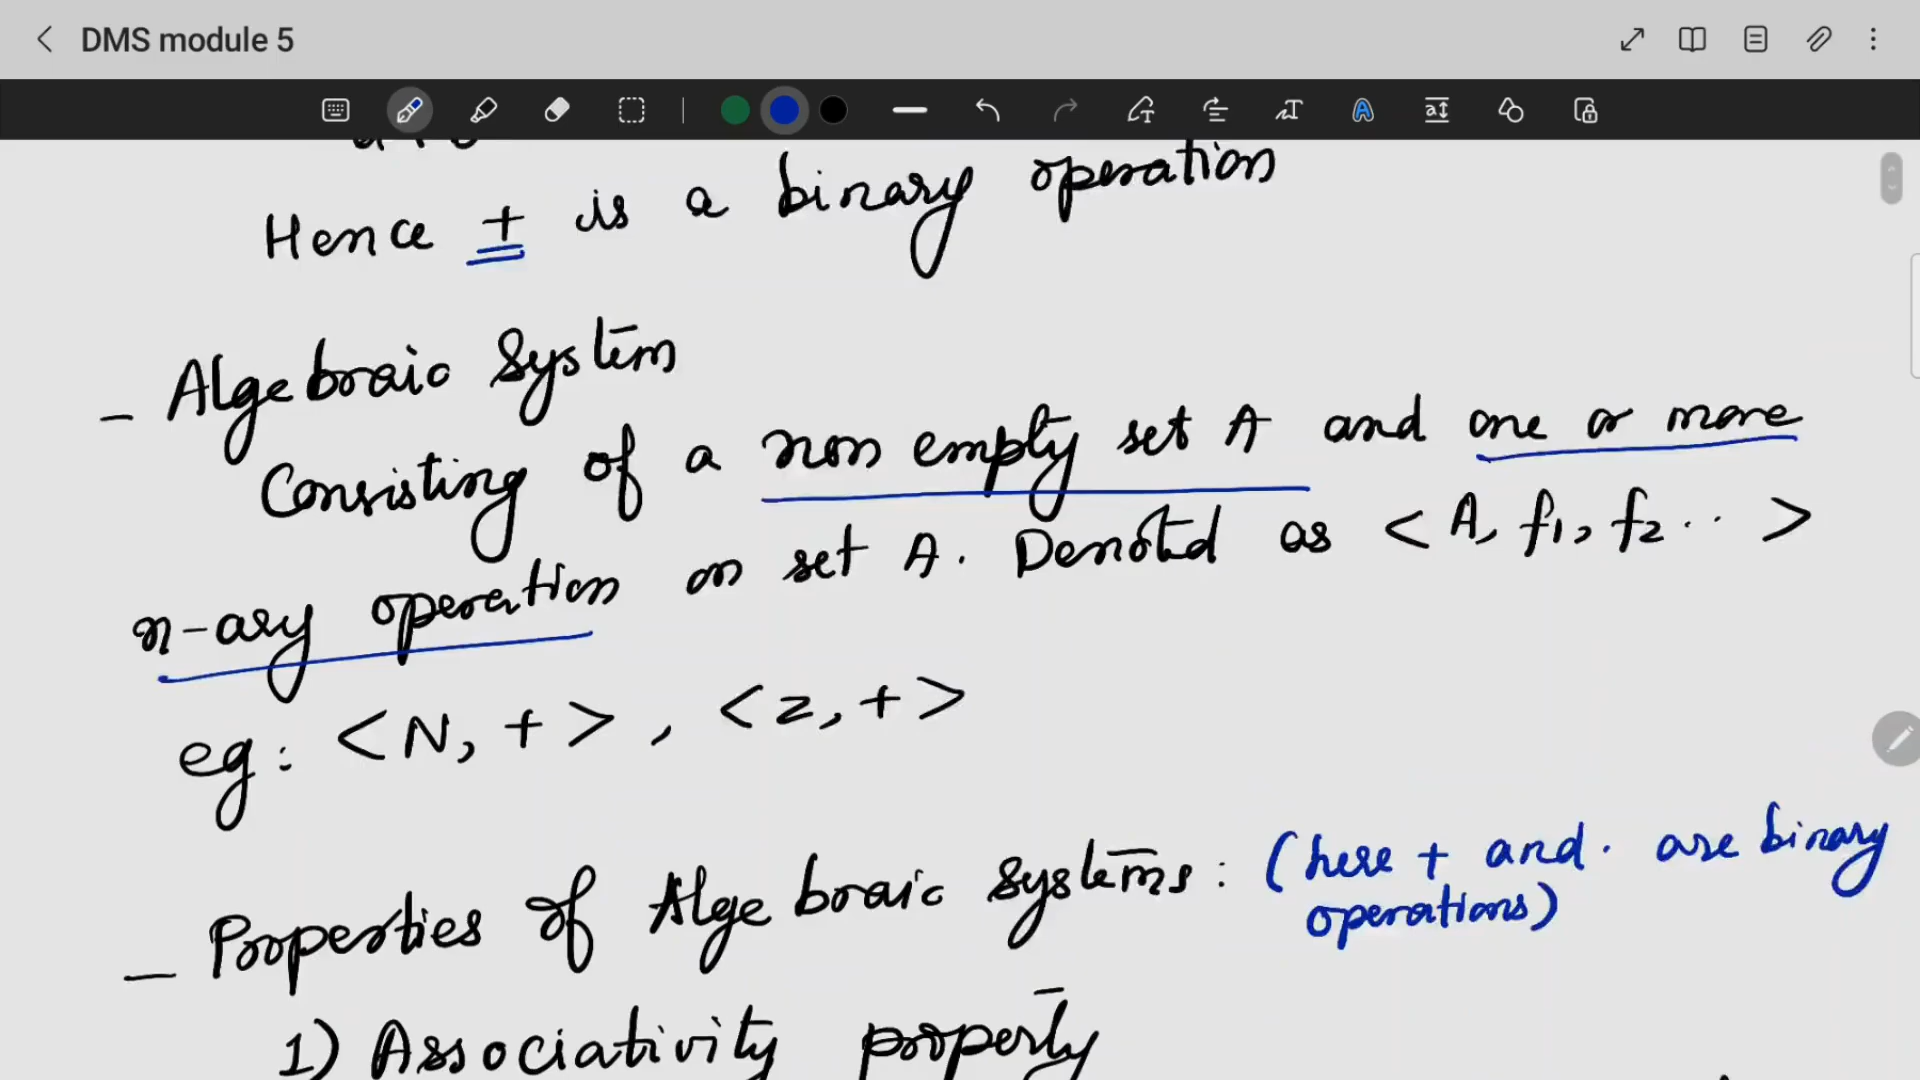 DMS module 5
Hence + is a binary operation
- Algebraic System
Consisting of a non empty set A and one or more
n-ary operation on set A. Denoted as < A, f1, f2 .. >
eg: < N, + > , < z, + >
- Properties of Algebraic systems: (here + and . are binary
operations)
1) Associativity property